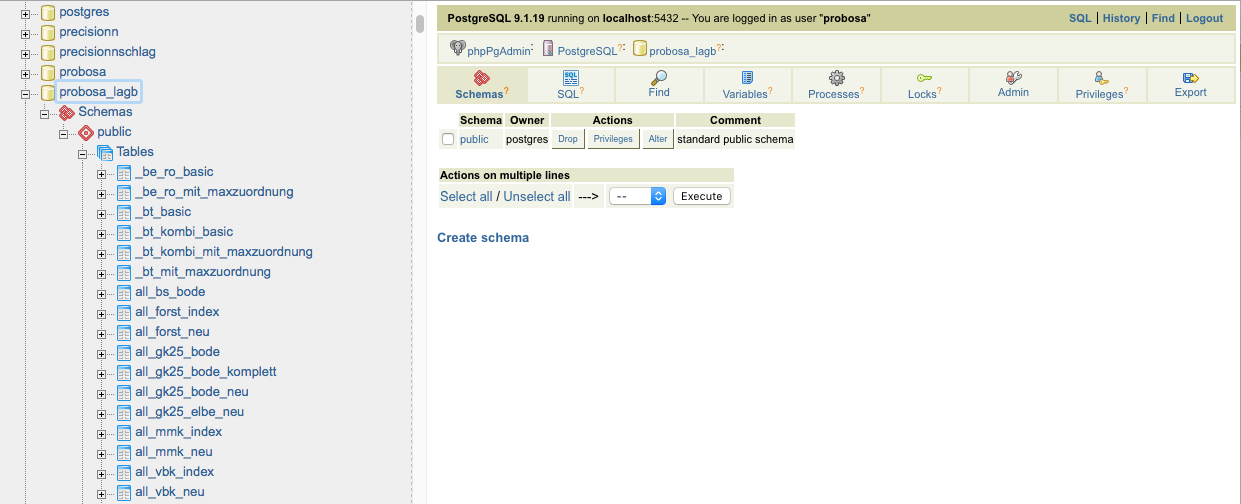 postgres
precisionn
precisionnschlag
probosa
probosa_lagb
Schemas
public
Tables
_be_ro_basic
_be_ro_mit_maxzuordnung
_bt_basic
_bt_kombi_basic
_bt_kombi_mit_maxzuordnung
_bt_mit_maxzuordnung
all_bs_bode
all_forst_index
all_forst_neu
all_gk25_bode
all_gk25_bode_komplett
all_gk25_bode_neu
all_gk25_elbe_neu
all_mmk_index
all_mmk_neu
all_vbk_index
all_vbk_neu
PostgreSQL 9.1.19 running on localhost:5432 -- You are logged in as user "probosa" SQL | History | Find | Logout
phpPgAdmin: PostgreSQL?: probosa_lagb?:
Schemas? SQL? Find Variables? Processes? Locks? Admin Privileges? Export
Schema Owner Actions Comment
public postgres Drop Privileges Alter standard public schema
Actions on multiple lines
Select all / Unselect all ---> -- Execute
Create schema